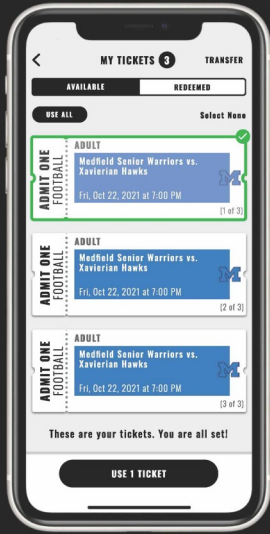 MY TICKETS 3
TRANSFER
AVAILABLE
REDEEMED
USE ALL
Select None
ADMIT ONE
FOOTBALL
ADULT
Medfield Senior Warriors vs.
Xavierian Hawks
Fri, Oct 22, 2021 at 7:00 PM
M
[1 of 3]
ADMIT ONE
FOOTBALL
ADULT
Medfield Senior Warriors vs.
Xavierian Hawks
Fri, Oct 22, 2021 at 7:00 PM
M
[2 of 3]
ADMIT ONE
FOOTBALL
ADULT
Medfield Senior Warriors vs.
Xavierian Hawks
Fri, Oct 22, 2021 at 7:00 PM
M
[3 of 3]
These are your tickets. You are all set!
USE 1 TICKET